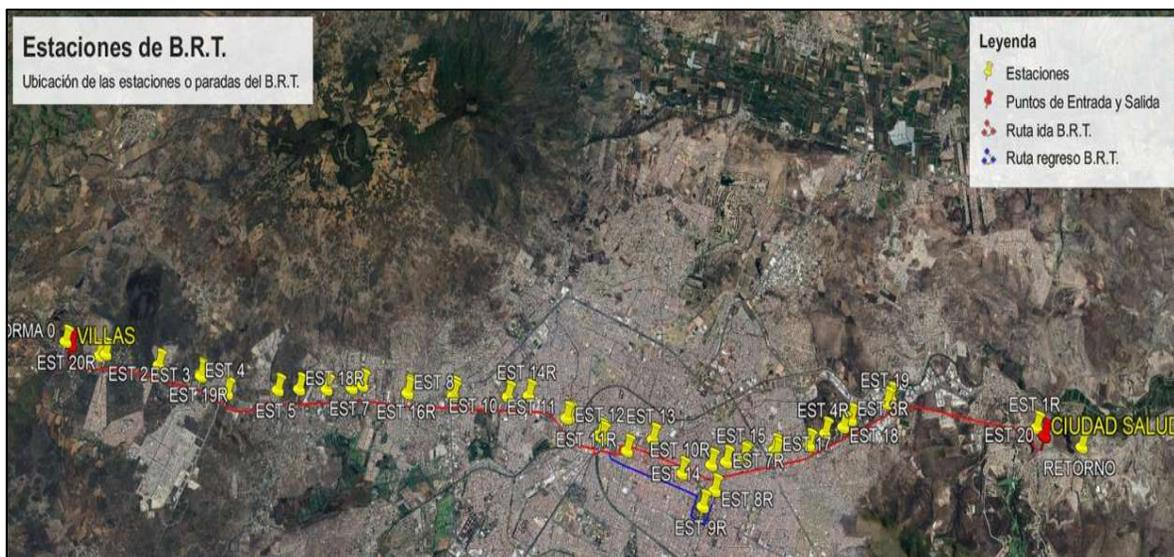 Estaciones de B.R.T.
Ubicación de las estaciones o paradas del B.R.T.
Leyenda
Estaciones
Puntos de Entrada y Salida
Ruta ida B.R.T.
Ruta regreso B.R.T.
ORMA 0
VILLAS
EST 20R
EST 2
EST 3
EST 4
EST 19R
EST 5
EST 18R
EST 7
EST 16R
EST 8
EST 10
EST 14R
EST 11
EST 12
EST 11R
EST 13
EST 10R
EST 14
EST 15
EST 7R
EST 8R
EST 9R
EST 17
EST 4R
EST 18
EST 3R
EST 19
EST 1R
EST 20
CIUDAD SALUD
RETORNO